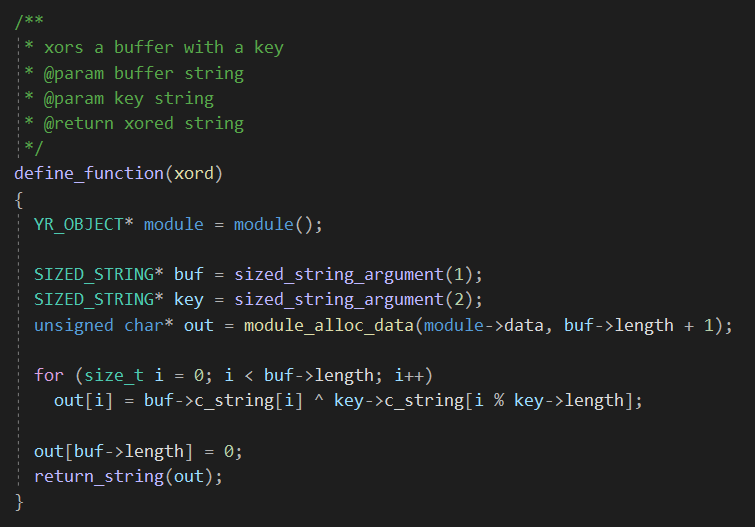 /**
 * xors a buffer with a key
 * @param buffer string
 * @param key string
 * @return xored string
 */
define_function(xord)
{
  YR_OBJECT* module = module();

  SIZED_STRING* buf = sized_string_argument(1);
  SIZED_STRING* key = sized_string_argument(2);
  unsigned char* out = module_alloc_data(module->data, buf->length + 1);

  for (size_t i = 0; i < buf->length; i++)
    out[i] = buf->c_string[i] ^ key->c_string[i % key->length];

  out[buf->length] = 0;
  return_string(out);
}